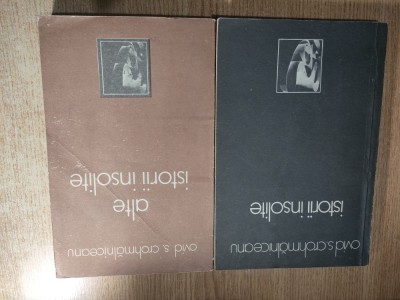 ovid s. crohmălniceanu
alte
istorii insolite
ovid s. crohmălniceanu
istorii insolite